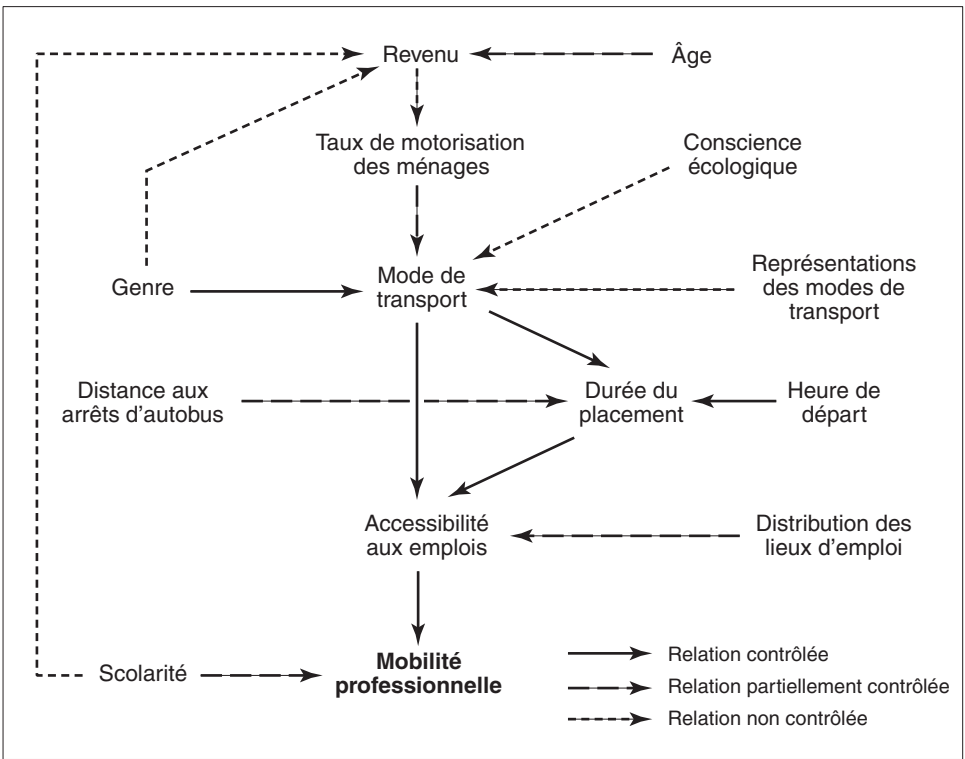 Revenu
Âge
Taux de motorisation
des ménages
Conscience
écologique
Genre
Mode de
transport
Représentations
des modes de
transport
Distance aux
arrêts d'autobus
Durée du
placement
Heure de
départ
Accessibilité
aux emplois
Distribution des
lieux d'emploi
Scolarité
Mobilité
professionnelle
Relation contrôlée
Relation partiellement contrôlée
Relation non contrôlée